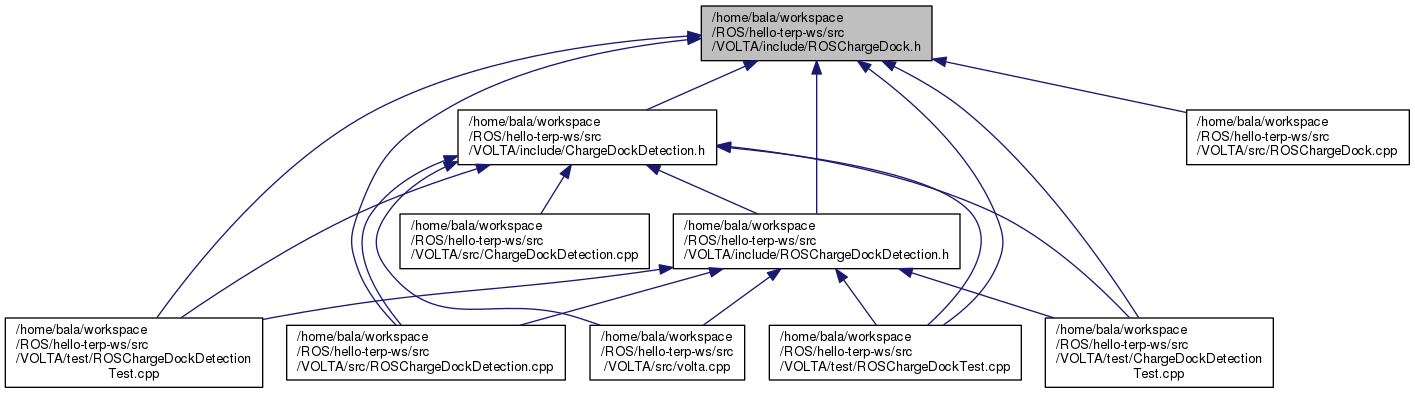 /home/bala/workspace
/ROS/hello-terp-ws/src
/VOLTA/include/ROSChargeDock.h
/home/bala/workspace
/ROS/hello-terp-ws/src
/VOLTA/include/ChargeDockDetection.h
/home/bala/workspace
/ROS/hello-terp-ws/src
/VOLTA/src/ROSChargeDock.cpp
/home/bala/workspace
/ROS/hello-terp-ws/src
/VOLTA/src/ChargeDockDetection.cpp
/home/bala/workspace
/ROS/hello-terp-ws/src
/VOLTA/include/ROSChargeDockDetection.h
/home/bala/workspace
/ROS/hello-terp-ws/src
/VOLTA/test/ROSChargeDockDetection
Test.cpp
/home/bala/workspace
/ROS/hello-terp-ws/src
/VOLTA/src/ROSChargeDockDetection.cpp
/home/bala/workspace
/ROS/hello-terp-ws/src
/VOLTA/src/volta.cpp
/home/bala/workspace
/ROS/hello-terp-ws/src
/VOLTA/test/ROSChargeDockTest.cpp
/home/bala/workspace
/ROS/hello-terp-ws/src
/VOLTA/test/ChargeDockDetection
Test.cpp